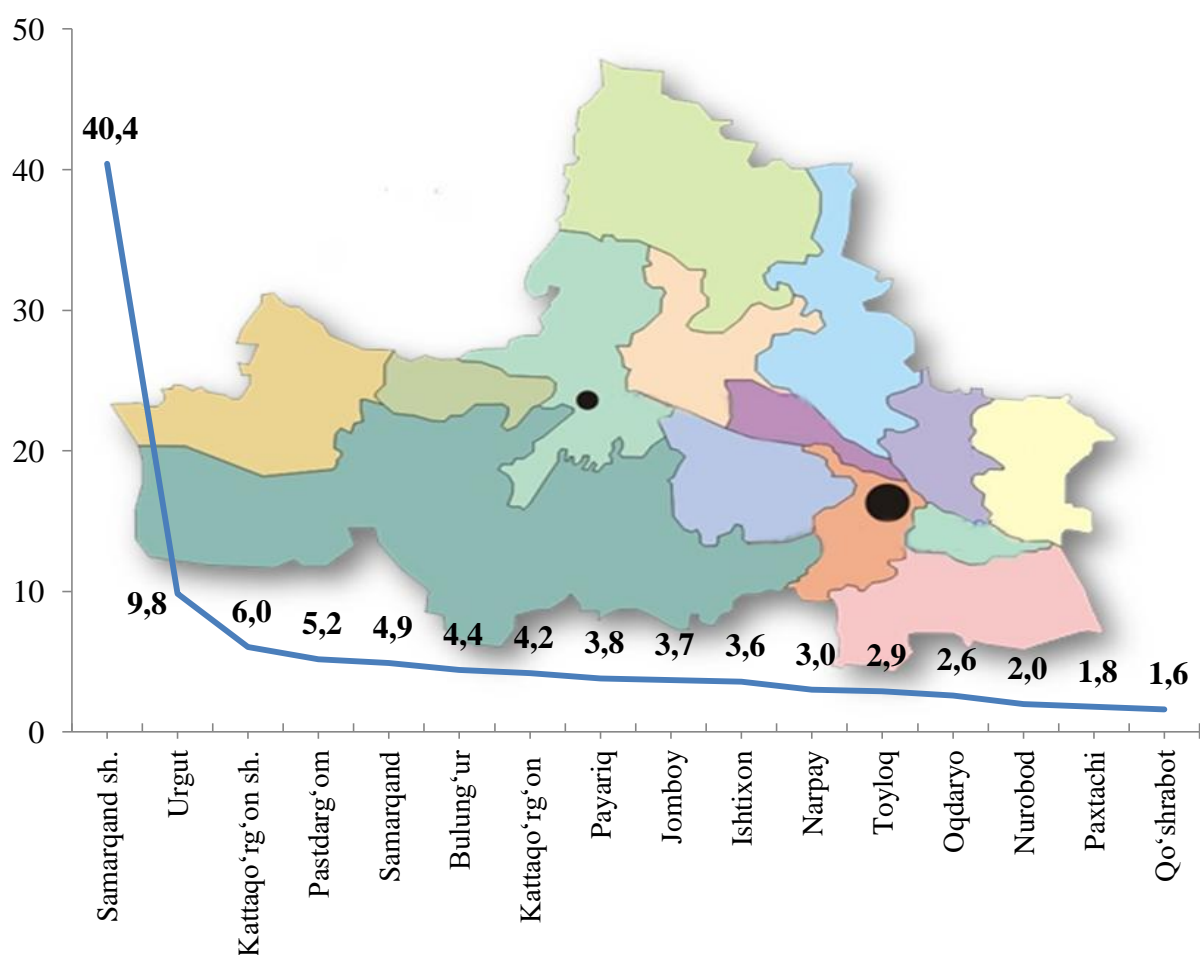 50
40
30
20
10
0
40,4
9,8
6,0
5,2
4,9
4,4
4,2
3,8
3,7
3,6
3,0
2,9
2,6
2,0
1,8
1,6
Samarqand sh.
Urgut
Kattaqo‘rg‘on sh.
Pastdarg‘om
Samarqand
Bulung‘ur
Kattaqo‘rg‘on
Payariq
Jomboy
Ishtixon
Narpay
Toyloq
Oqdaryo
Nurobod
Paxtachi
Qo‘shrabot